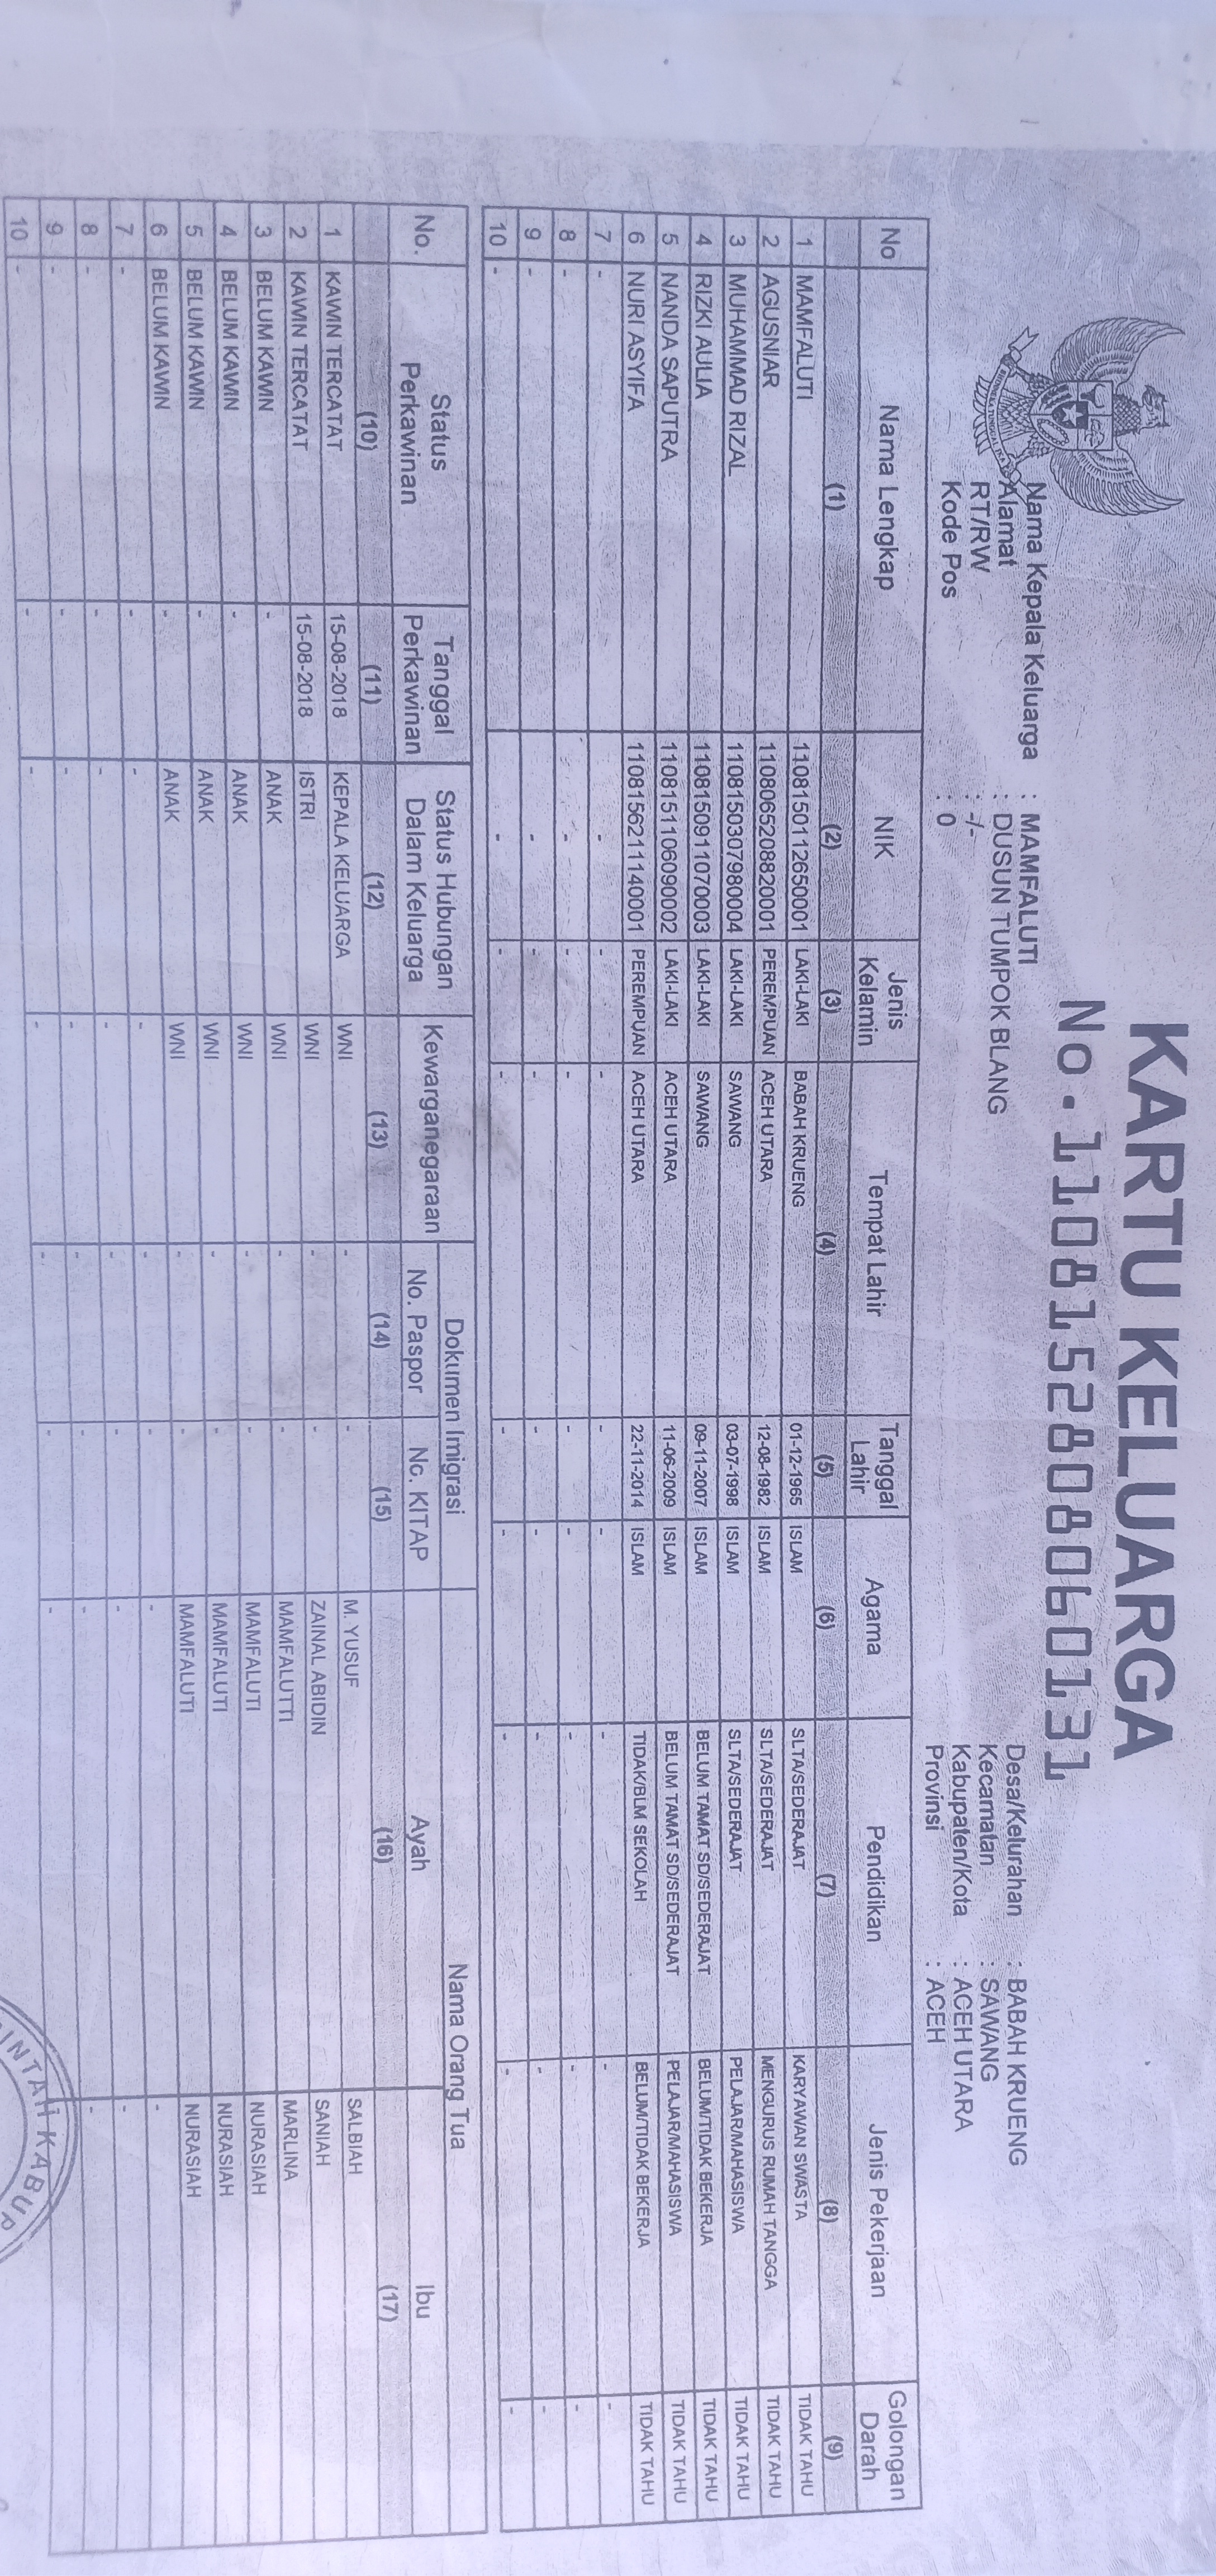 KARTU KELUARGA
No. 1108152808060131
Nama Kepala Keluarga : MAMFALUTI
Alamat : DUSUN TUMPOK BLANG
RT/RW : -/-
Kode Pos : 0
Desa/Kelurahan : BABAH KRUENG
Kecamatan : SAWANG
Kabupaten/Kota : ACEH UTARA
Provinsi : ACEH
No Nama Lengkap NIK Jenis Kelamin Tempat Lahir Tanggal Lahir Agama Pendidikan Jenis Pekerjaan Golongan Darah
(1) (2) (3) (4) (5) (6) (7) (8) (9)
1 MAMFALUTI 1108150112650001 LAKI-LAKI BABAH KRUENG 01-12-1965 ISLAM SLTA/SEDERAJAT KARYAWAN SWASTA TIDAK TAHU
2 AGUSNIAR 1108065208820001 PEREMPUAN ACEH UTARA 12-08-1982 ISLAM SLTA/SEDERAJAT MENGURUS RUMAH TANGGA TIDAK TAHU
3 MUHAMMAD RIZAL 1108150307980004 LAKI-LAKI SAWANG 03-07-1998 ISLAM SLTA/SEDERAJAT PELAJAR/MAHASISWA TIDAK TAHU
4 RIZKI AULIA 1108150911070003 LAKI-LAKI SAWANG 09-11-2007 ISLAM BELUM TAMAT SD/SEDERAJAT BELUM/TIDAK BEKERJA TIDAK TAHU
5 NANDA SAPUTRA 1108151106090002 LAKI-LAKI ACEH UTARA 11-06-2009 ISLAM BELUM TAMAT SD/SEDERAJAT PELAJAR/MAHASISWA TIDAK TAHU
6 NURI ASYIFA 1108156211140001 PEREMPUAN ACEH UTARA 22-11-2014 ISLAM TIDAK/BLM SEKOLAH BELUM/TIDAK BEKERJA TIDAK TAHU
7 - - - - - - - - -
8 - - - - - - - - -
9 - - - - - - - - -
10 - - - - - - - - -
No. Status Perkawinan Tanggal Perkawinan Status Hubungan Dalam Keluarga Kewarganegaraan Dokumen Imigrasi Nama Orang Tua
No. Paspor No. KITAP Ayah Ibu
(10) (11) (12) (13) (14) (15) (16) (17)
1 KAWIN TERCATAT 15-08-2018 KEPALA KELUARGA WNI - - M. YUSUF SALBIAH
2 KAWIN TERCATAT 15-08-2018 ISTRI WNI - - ZAINAL ABIDIN SANIAH
3 BELUM KAWIN - ANAK WNI - - MAMFALUTTI MARLINA
4 BELUM KAWIN - ANAK WNI - - MAMFALUTI NURASIAH
5 BELUM KAWIN - ANAK WNI - - MAMFALUTI NURASIAH
6 BELUM KAWIN - ANAK WNI - - MAMFALUTI NURASIAH
7 - - - - - - - -
8 - - - - - - - -
9 - - - - - - - -
10 - - - - - - - -